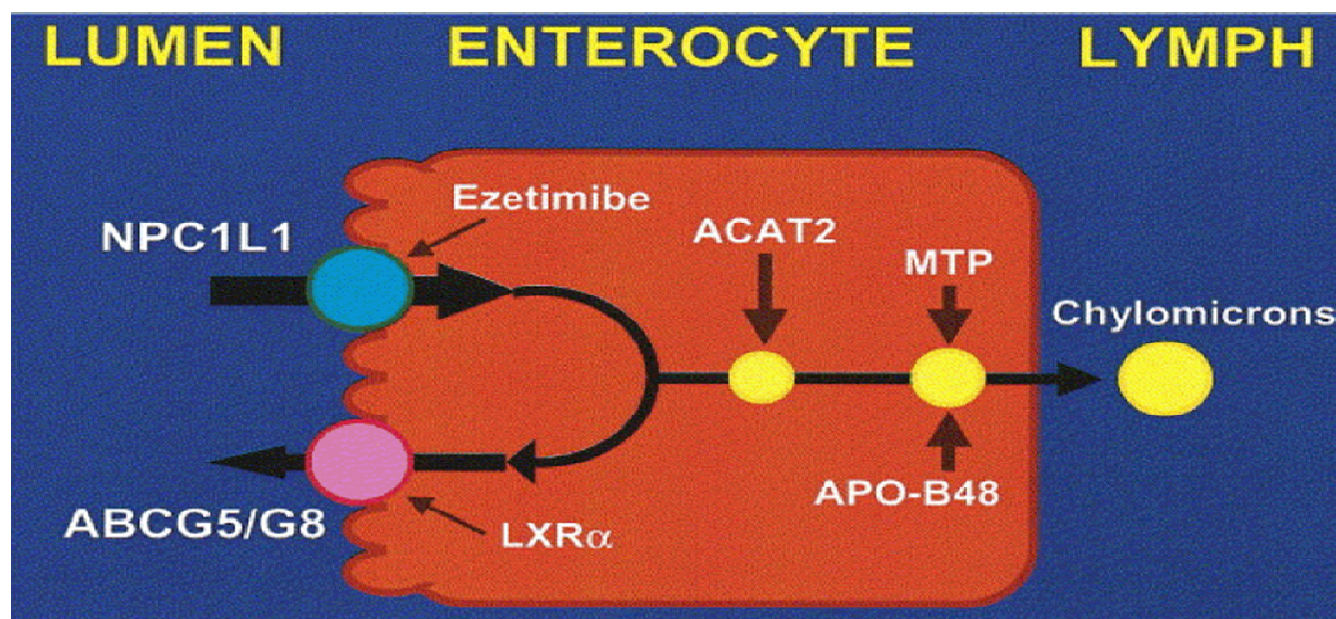 LUMEN ENTEROCYTE LYMPH
Ezetimibe
NPC1L1
ACAT2
MTP
Chylomicrons
APO-B48
ABCG5/G8
LXRα